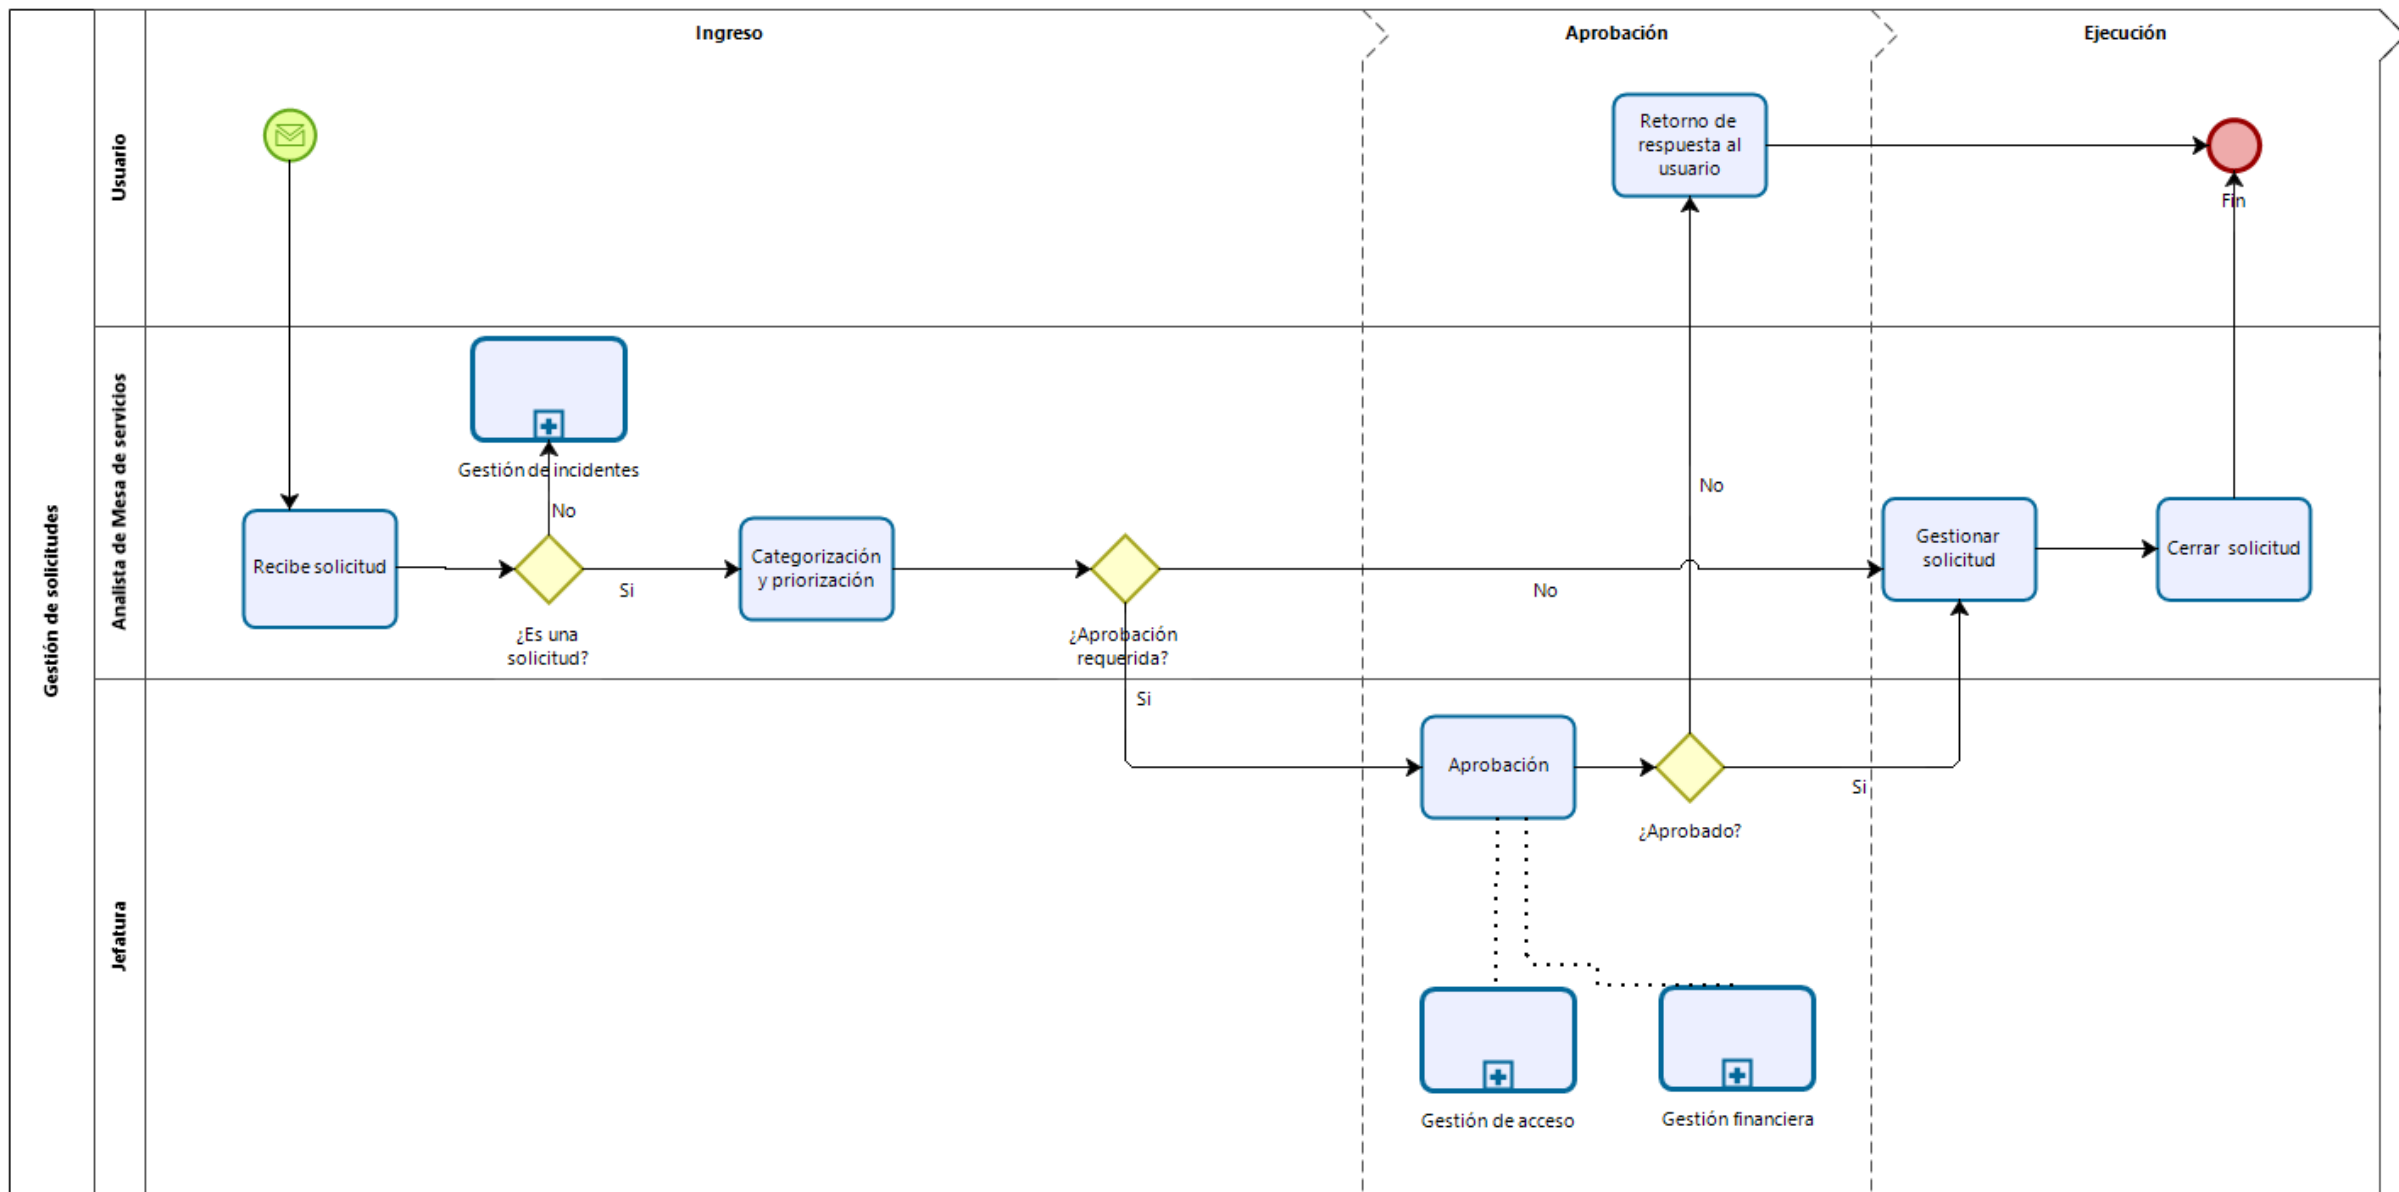 Ingreso
Aprobación
Ejecución
Gestión de solicitudes
Usuario
Retorno de
respuesta al
usuario
Fin
Analista de Mesa de servicios
Gestión de incidentes
No
Recibe solicitud
¿Es una
solicitud?
Si
Categorización
y priorización
¿Aprobación
requerida?
No
No
Gestionar
solicitud
Cerrar solicitud
Jefatura
Si
Aprobación
¿Aprobado?
Si
Gestión de acceso
Gestión financiera